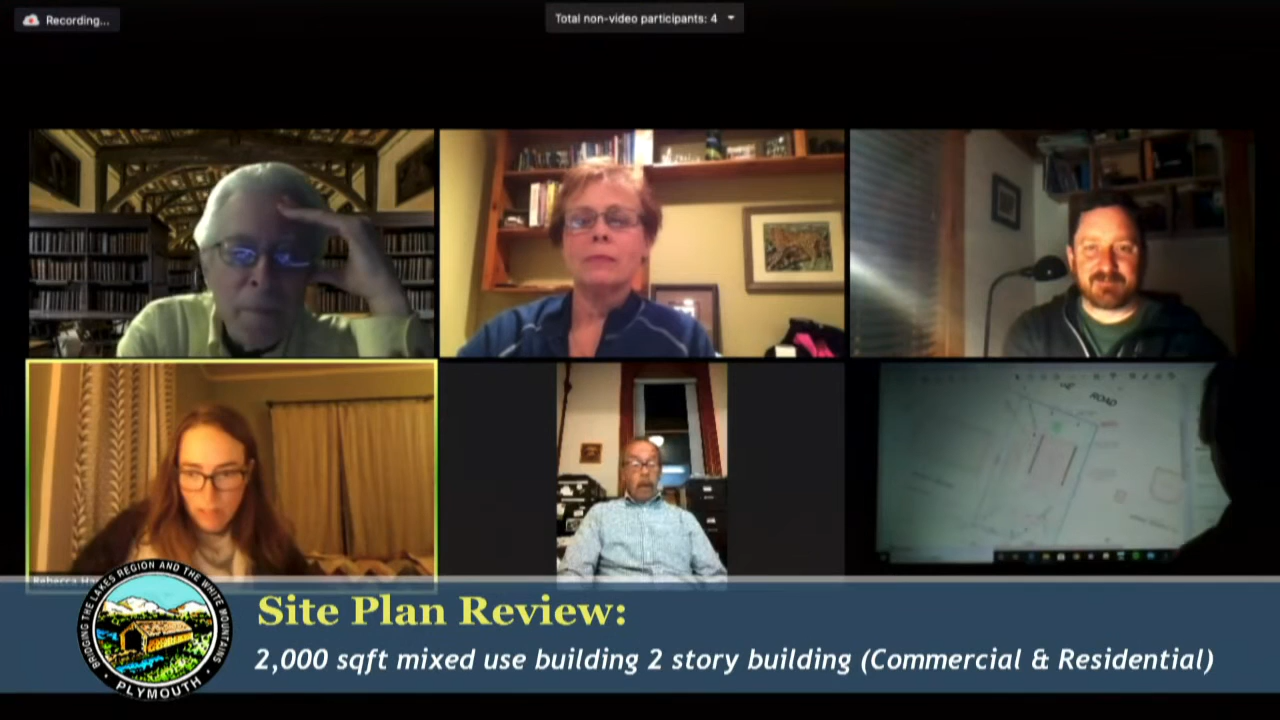 Recording...
Total non-video participants: 4
ROAD
Rebecca
BRIDGING THE LAKES REGION AND THE WHITE MOUNTAINS
PLYMOUTH
Site Plan Review:
2,000 sqft mixed use building 2 story building (Commercial & Residential)